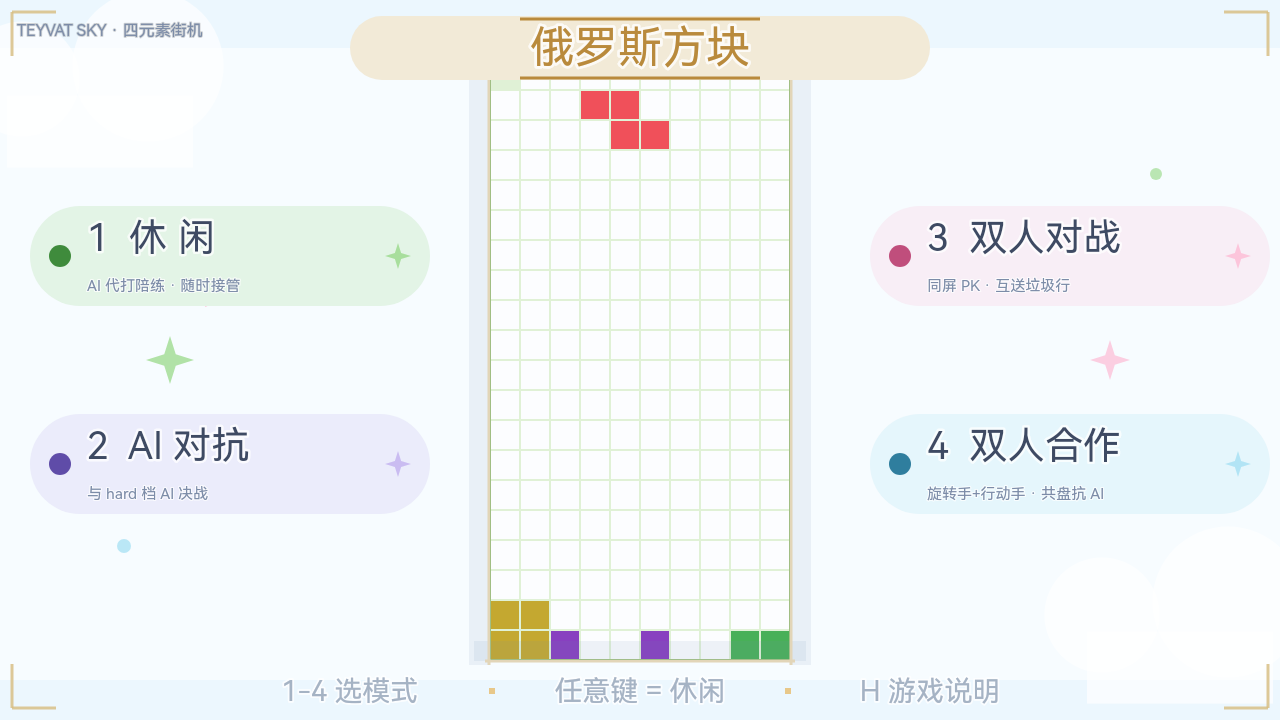 TEYVAT SKY · 四元素街机
俄罗斯方块
1 休 闲
AI 代打陪练 · 随时接管
2 AI 对抗
与 hard 档 AI 决战
3 双人对战
同屏 PK · 互送垃圾行
4 双人合作
旋转手+行动手 · 共盘抗 AI
1-4 选模式 · 任意键 = 休闲 · H 游戏说明